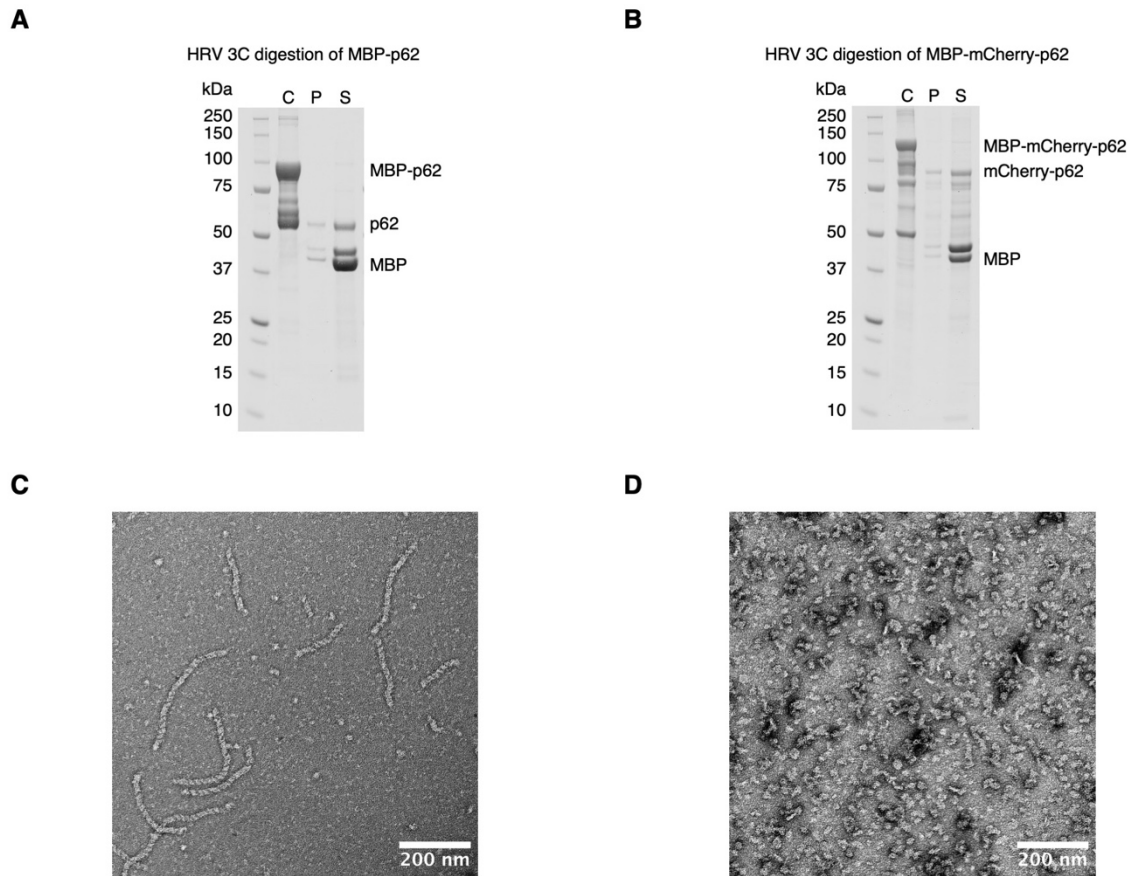 A
HRV 3C digestion of MBP-p62
kDa
C P S
250
150
100
75
50
37
25
20
15
10
MBP-p62
p62
MBP
B
HRV 3C digestion of MBP-mCherry-p62
kDa
C P S
250
150
100
75
50
37
25
20
15
10
MBP-mCherry-p62
mCherry-p62
MBP
C
200 nm
D
200 nm